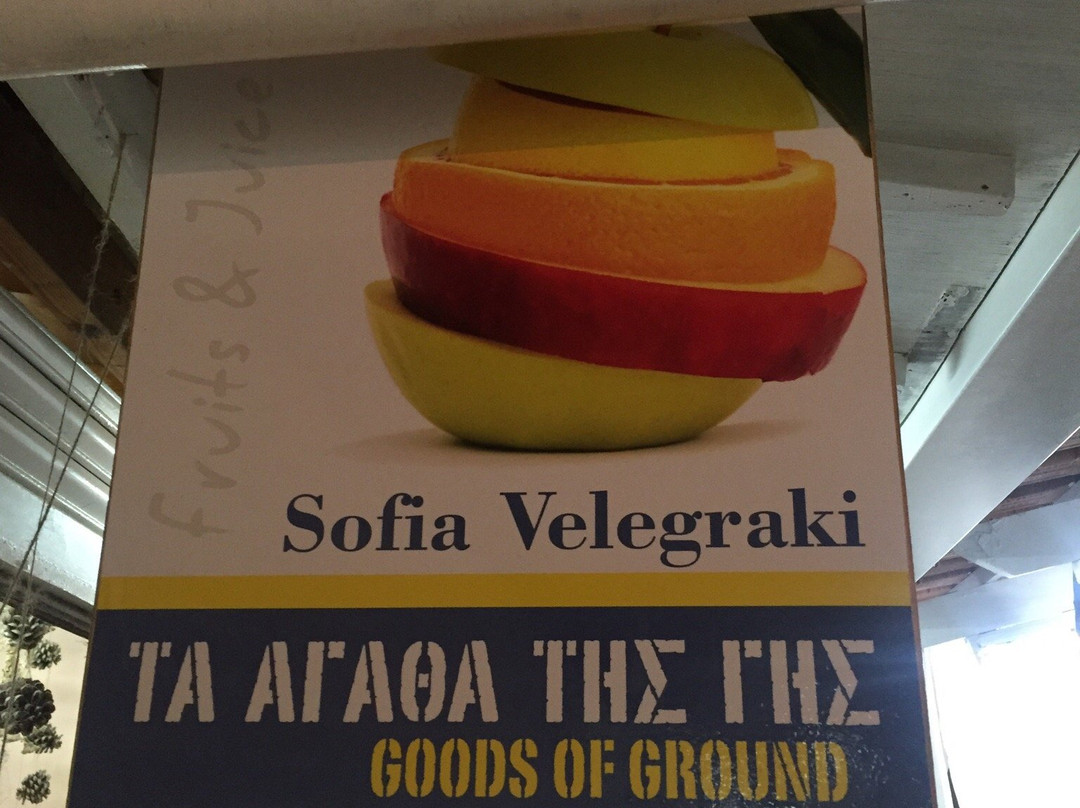 Fruits & Juice
Sofia Velegraki
ΤΑ ΑΓΑΘΑ ΤΗΣ ΓΗΣ
GOODS OF GROUND